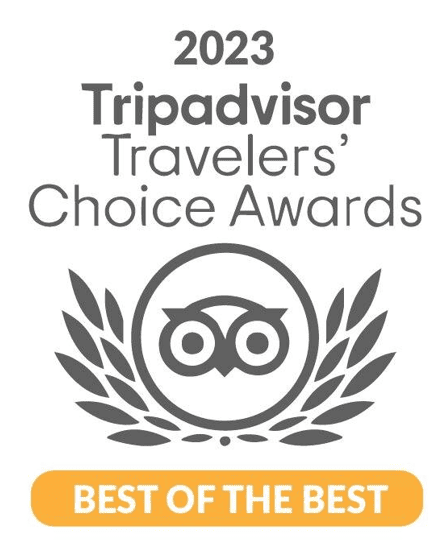 2023
Tripadvisor
Travelers’
Choice Awards
BEST OF THE BEST